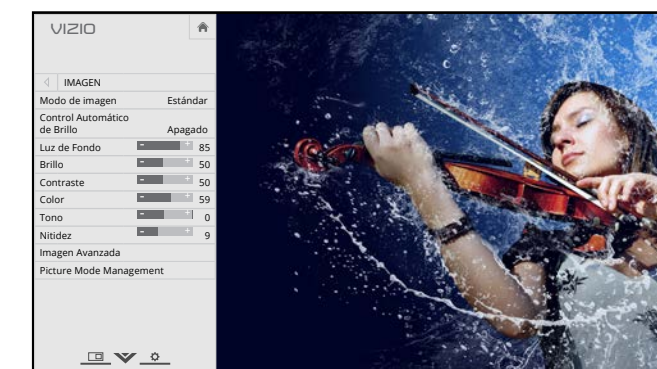 VIZIO
IMAGEN
Modo de imagen Estándar
Control Automático
de Brillo Apagado
Luz de Fondo - + 85
Brillo - + 50
Contraste - + 50
Color - + 59
Tono - + 0
Nitidez - + 9
Imagen Avanzada
Picture Mode Management